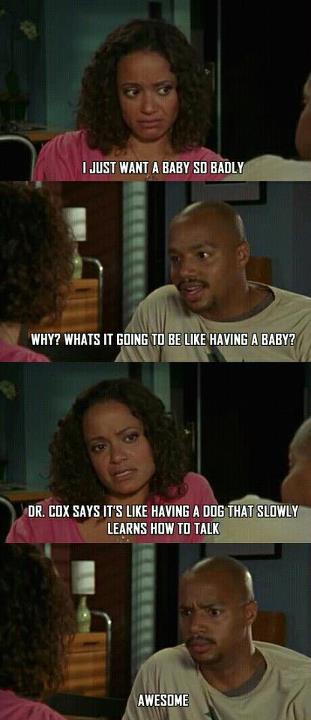 I JUST WANT A BABY SO BADLY
WHY? WHATS IT GOING TO BE LIKE HAVING A BABY?
DR. COX SAYS IT'S LIKE HAVING A DOG THAT SLOWLY
LEARNS HOW TO TALK
AWESOME